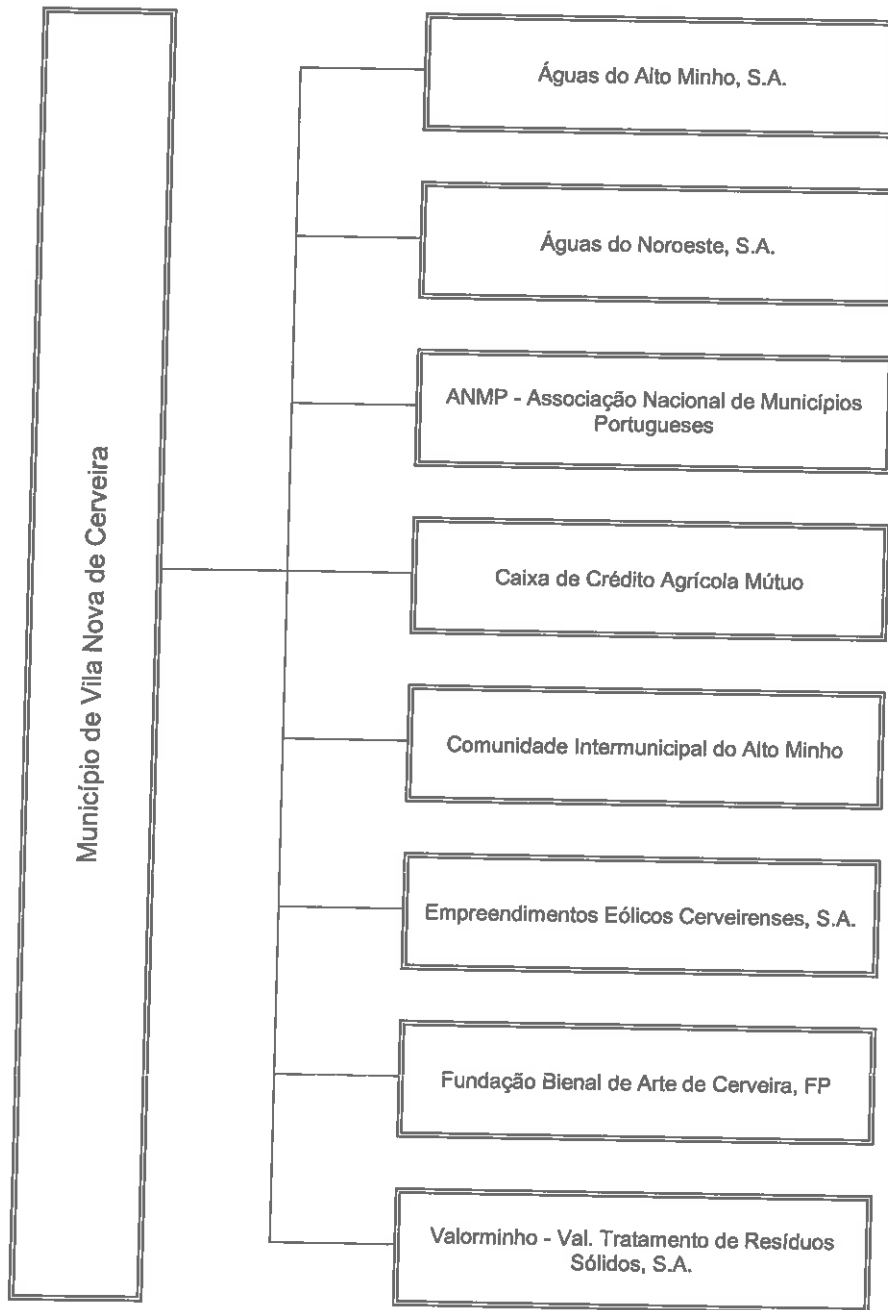 Município de Vila Nova de Cerveira
Águas do Alto Minho, S.A.
Águas do Noroeste, S.A.
ANMP - Associação Nacional de Municípios
Portugueses
Caixa de Crédito Agrícola Mútuo
Comunidade Intermunicipal do Alto Minho
Empreendimentos Eólicos Cerveirenses, S.A.
Fundação Bienal de Arte de Cerveira, FP
Valorminho - Val. Tratamento de Resíduos
Sólidos, S.A.